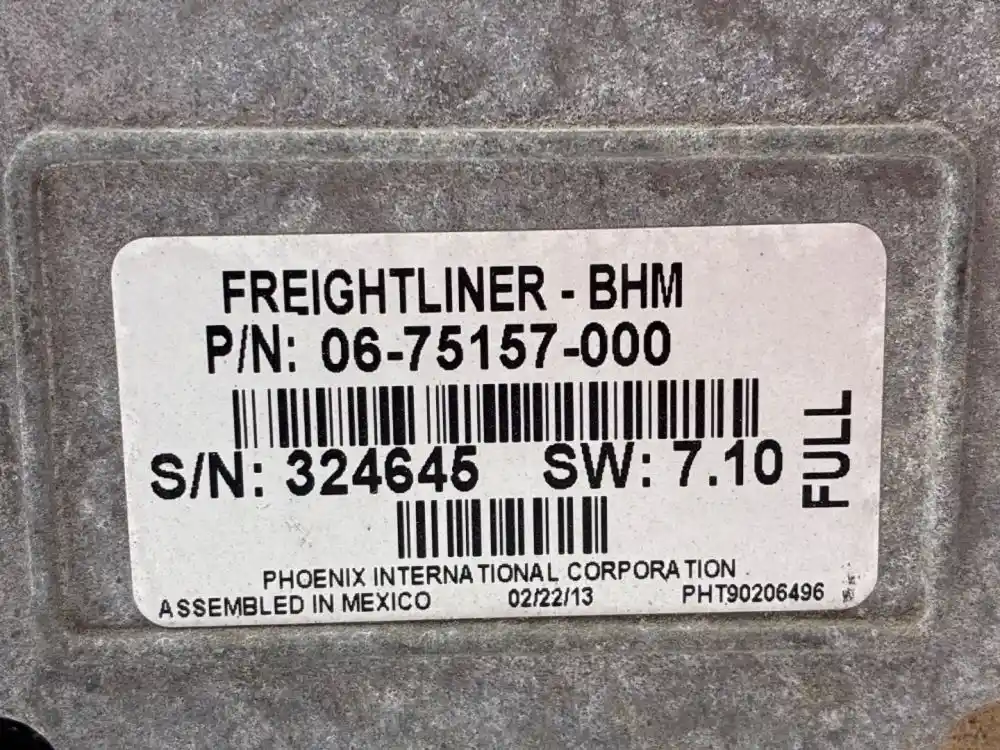 FREIGHTLINER - BHM
P/N: 06-75157-000
S/N: 324645 SW: 7.10
FULL
PHOENIX INTERNATIONAL CORPORATION
ASSEMBLED IN MEXICO 02/22/13 PHT90206496